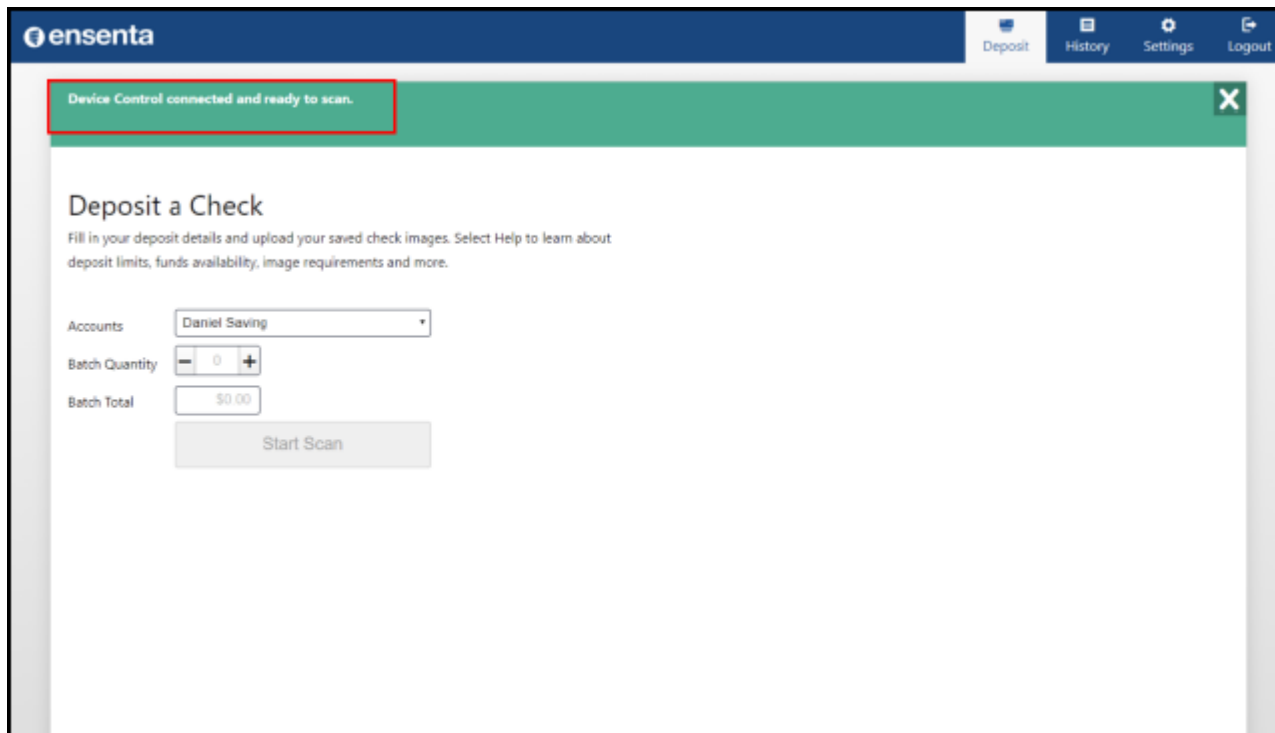 ensenta
Deposit
History
Settings
Logout
Device Control connected and ready to scan.
X
Deposit a Check
Fill in your deposit details and upload your saved check images. Select Help to learn about
deposit limits, funds availability, image requirements and more.
Accounts
Daniel Saving
Batch Quantity
0
Batch Total
$0.00
Start Scan